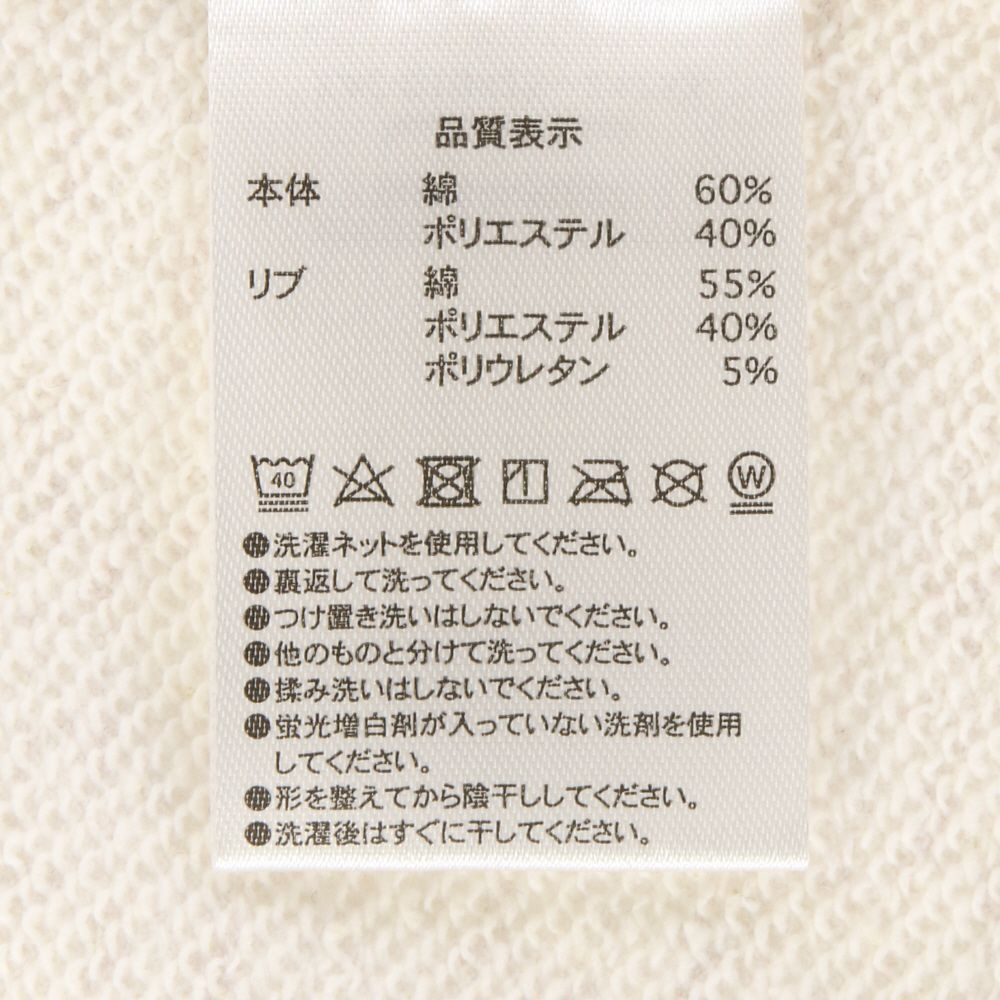 品質表示
本体 綿 60%
ポリエステル 40%
リブ 綿 55%
ポリエステル 40%
ポリウレタン 5%
40 W
●洗濯ネットを使用してください。
●裏返して洗ってください。
●つけ置き洗いはしないでください。
●他のものと分けて洗ってください。
●揉み洗いはしないでください。
●蛍光増白剤が入っていない洗剤を使用
してください。
●形を整えてから陰干ししてください。
●洗濯後はすぐに干してください。